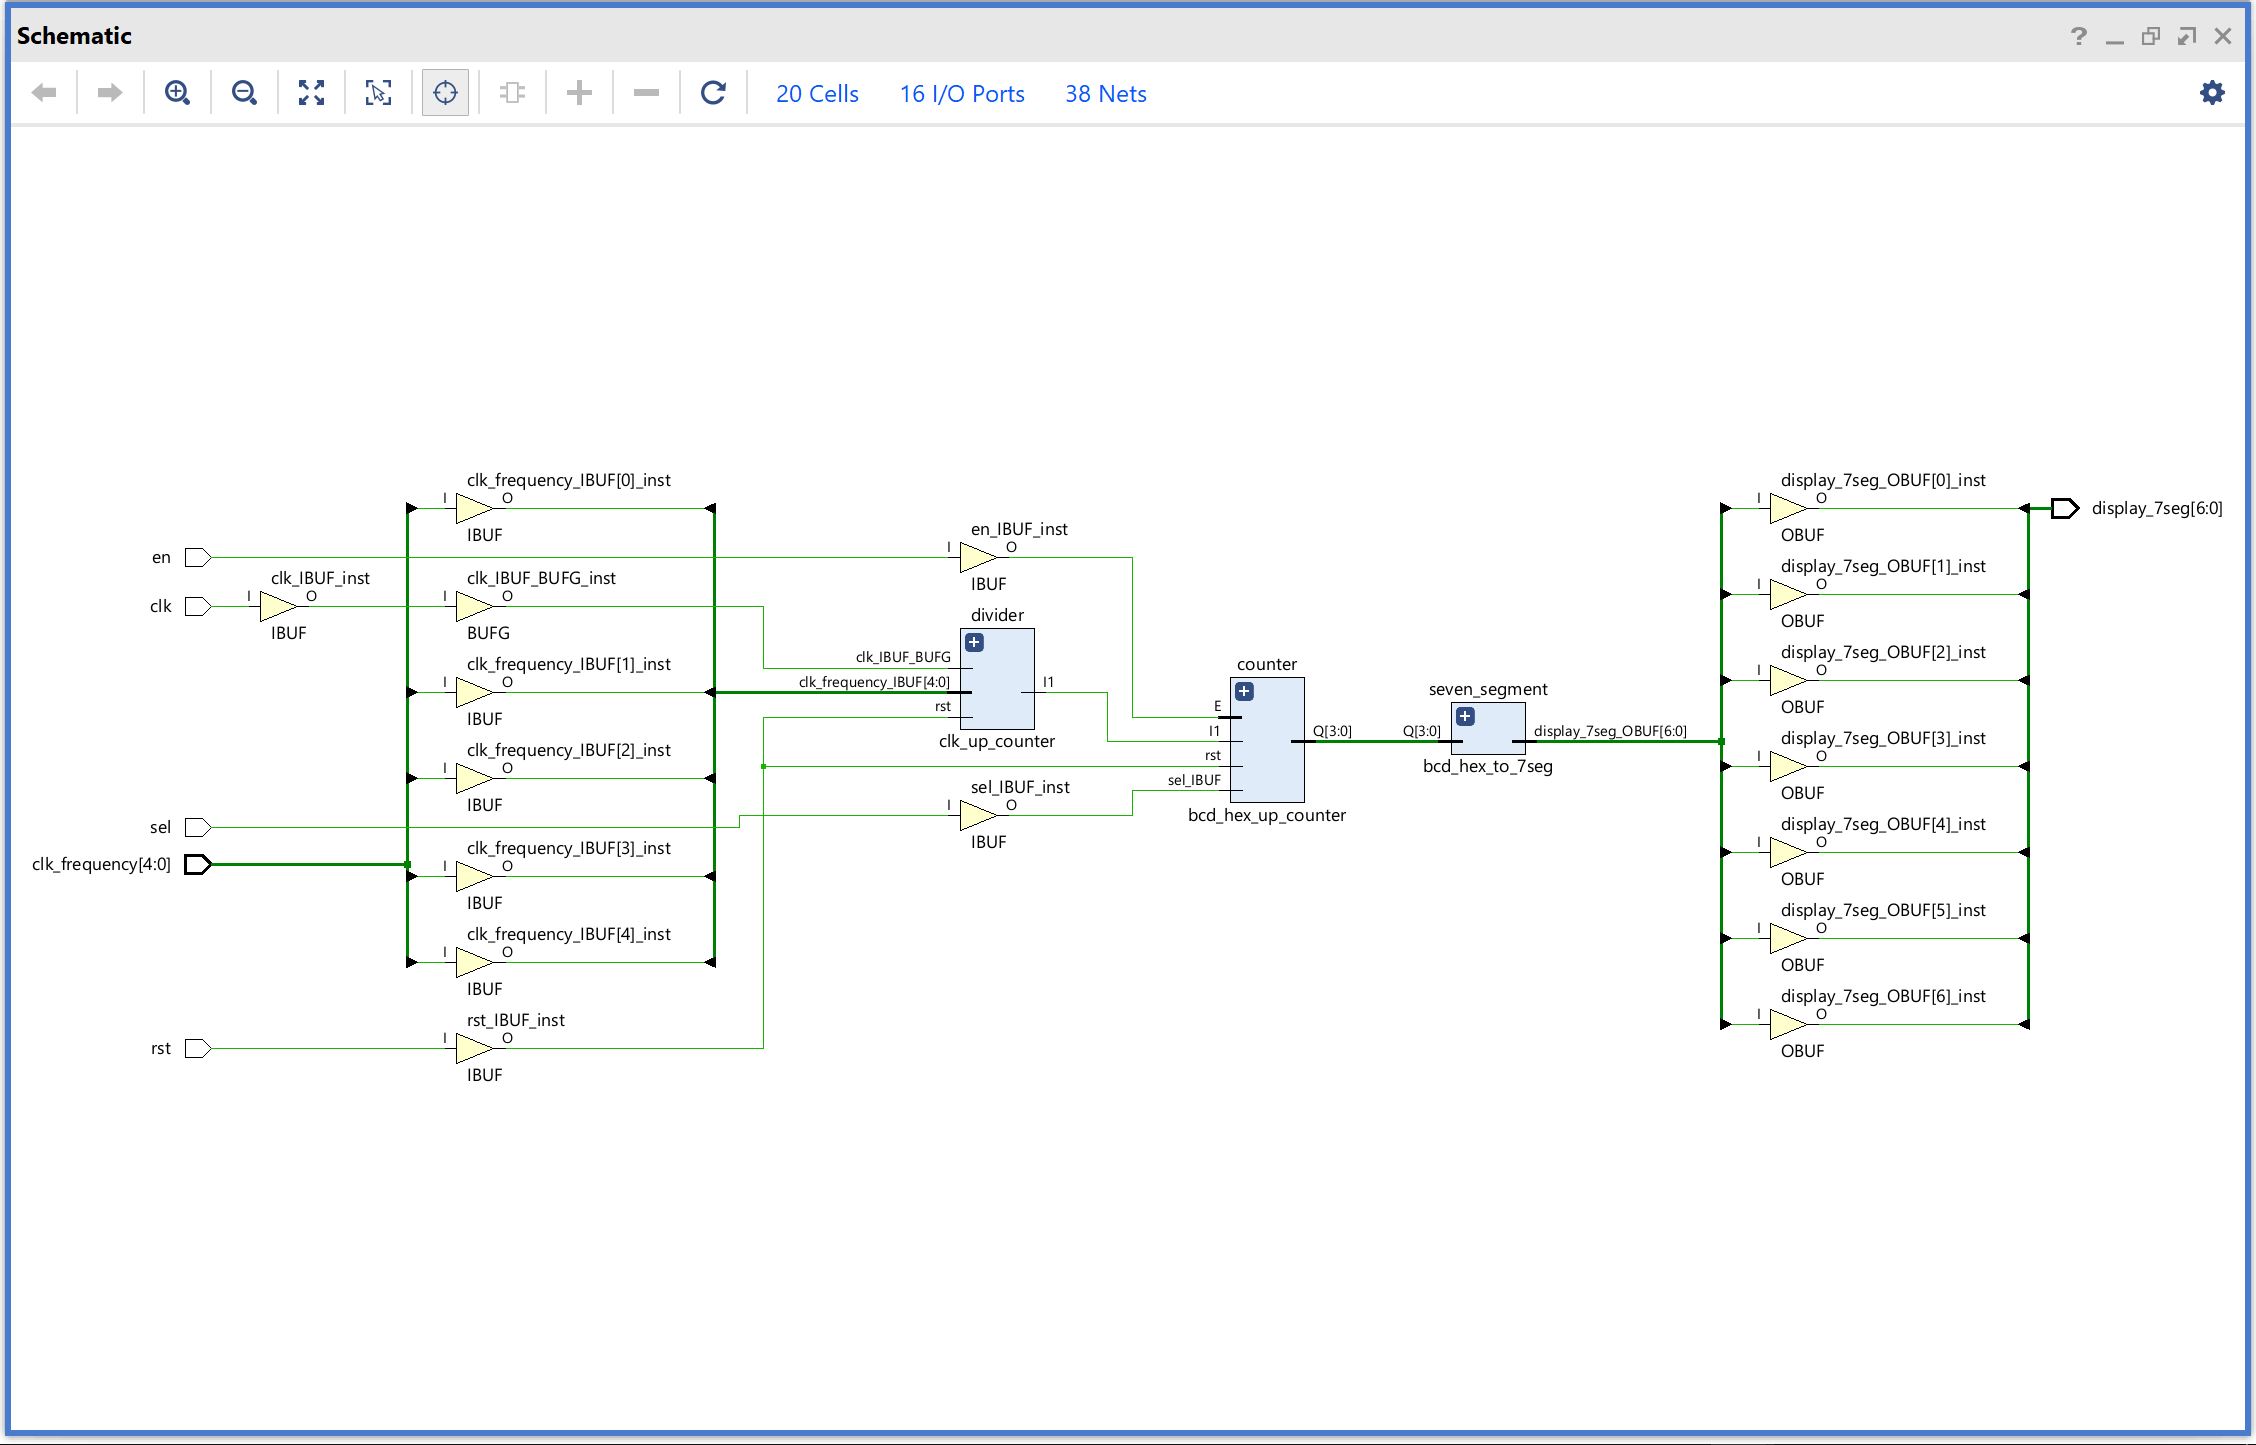 Schematic
20 Cells 16 I/O Ports 38 Nets
en
clk
sel
clk_frequency[4:0]
rst
clk_IBUF_inst
I O
IBUF
clk_frequency_IBUF[0]_inst
I O
IBUF
clk_IBUF_BUFG_inst
I O
BUFG
clk_frequency_IBUF[1]_inst
I O
IBUF
clk_frequency_IBUF[2]_inst
I O
IBUF
clk_frequency_IBUF[3]_inst
I O
IBUF
clk_frequency_IBUF[4]_inst
I O
IBUF
rst_IBUF_inst
I O
IBUF
en_IBUF_inst
I O
IBUF
divider
clk_IBUF_BUFG
clk_frequency_IBUF[4:0] I1
rst
clk_up_counter
sel_IBUF_inst
I O
IBUF
counter
E
I1 Q[3:0]
rst
sel_IBUF
bcd_hex_up_counter
seven_segment
Q[3:0] display_7seg_OBUF[6:0]
bcd_hex_to_7seg
display_7seg_OBUF[0]_inst
I O
OBUF
display_7seg_OBUF[1]_inst
I O
OBUF
display_7seg_OBUF[2]_inst
I O
OBUF
display_7seg_OBUF[3]_inst
I O
OBUF
display_7seg_OBUF[4]_inst
I O
OBUF
display_7seg_OBUF[5]_inst
I O
OBUF
display_7seg_OBUF[6]_inst
I O
OBUF
display_7seg[6:0]